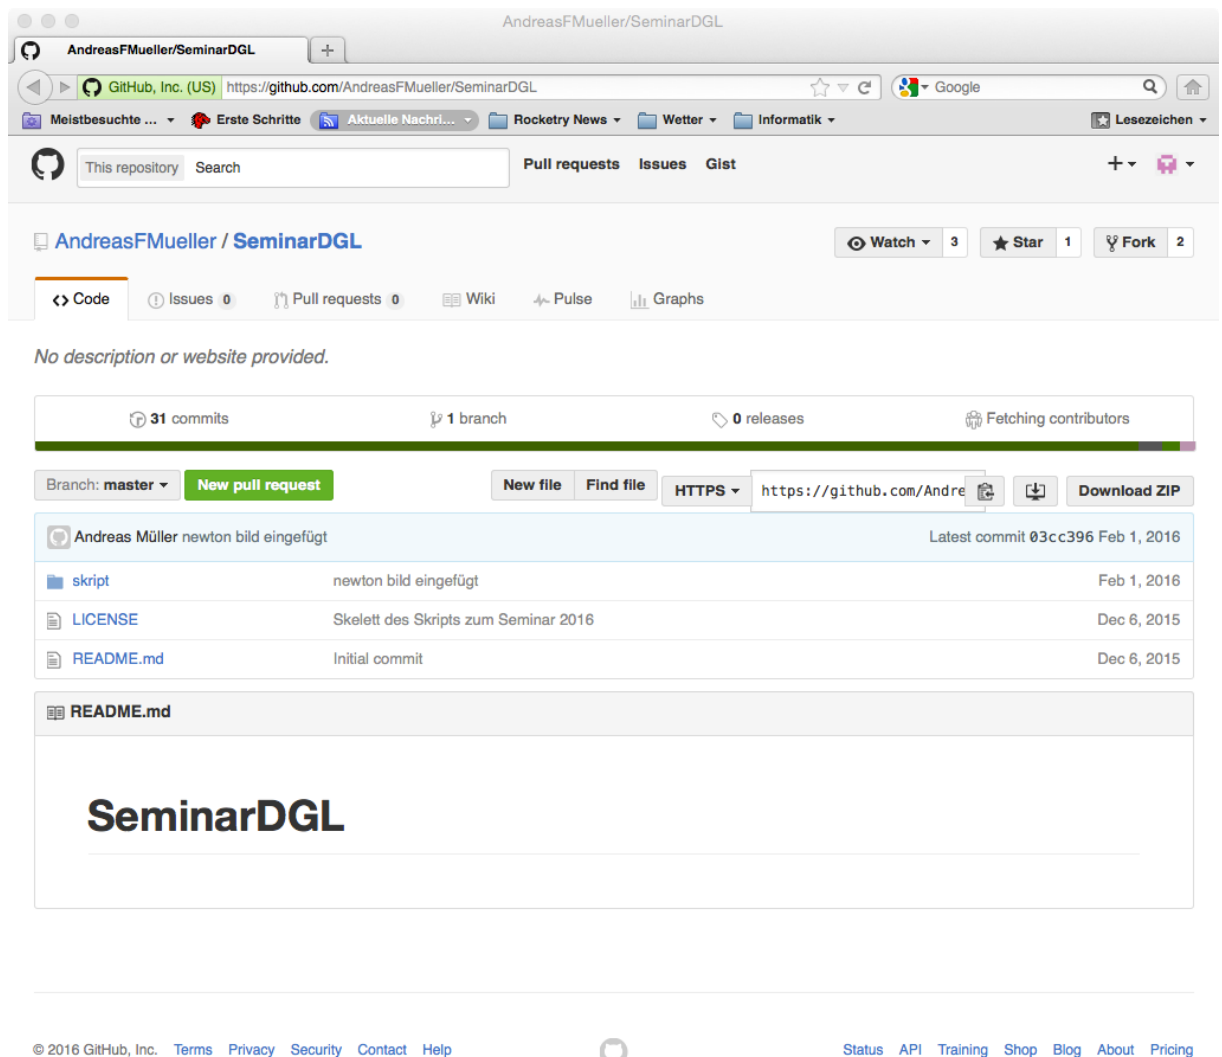 AndreasFMueller/SeminarDGL
AndreasFMueller/SeminarDGL
GitHub, Inc. (US) https://github.com/AndreasFMueller/SeminarDGL Google
Meistbesuchte ... Erste Schritte Aktuelle Nachri... Rocketry News Wetter Informatik Lesezeichen
This repository Search Pull requests Issues Gist
AndreasFMueller / SeminarDGL Watch 3 Star 1 Fork 2
Code Issues 0 Pull requests 0 Wiki Pulse Graphs
No description or website provided.
31 commits 1 branch 0 releases Fetching contributors
Branch: master New pull request New file Find file HTTPS https://github.com/Andre Download ZIP
Andreas Müller newton bild eingefügt Latest commit 03cc396 Feb 1, 2016
skript newton bild eingefügt Feb 1, 2016
LICENSE Skelett des Skripts zum Seminar 2016 Dec 6, 2015
README.md Initial commit Dec 6, 2015
README.md
SeminarDGL
© 2016 GitHub, Inc. Terms Privacy Security Contact Help Status API Training Shop Blog About Pricing